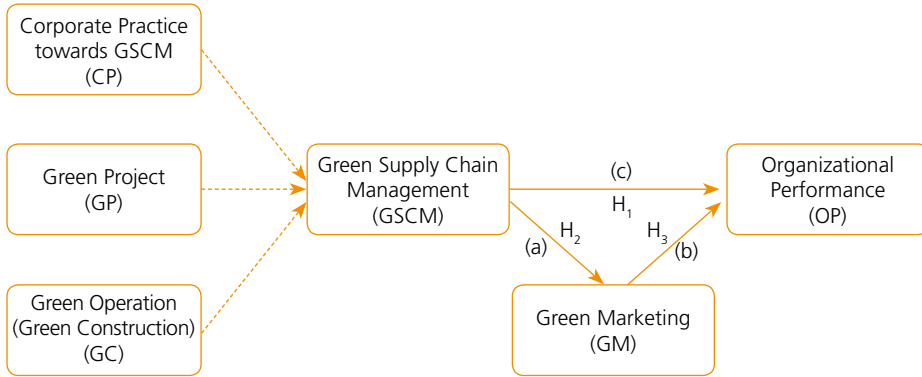 Corporate Practice
towards GSCM
(CP)
Green Project
(GP)
Green Operation
(Green Construction)
(GC)
Green Supply Chain
Management
(GSCM)
(c)
H₁
H₂
(a)
H₃
(b)
Green Marketing
(GM)
Organizational
Performance
(OP)